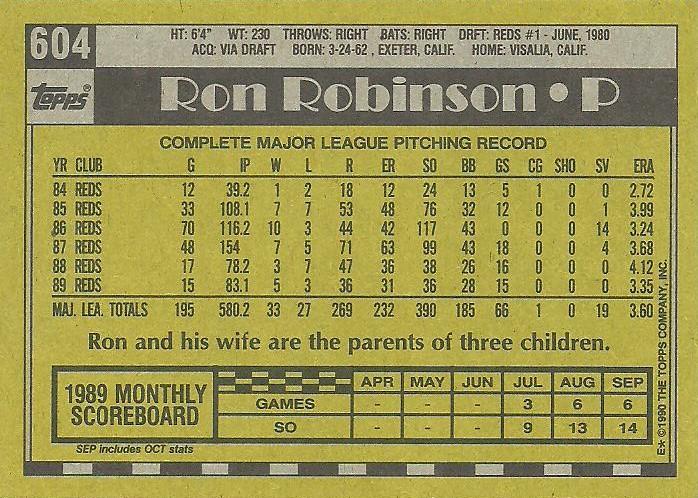 604
HT: 6'4" WT: 230 THROWS: RIGHT BATS: RIGHT DRFT: REDS #1 - JUNE, 1980
ACQ: VIA DRAFT BORN: 3-24-62 , EXETER, CALIF. HOME: VISALIA, CALIF.
Topps®
Ron Robinson • P
COMPLETE MAJOR LEAGUE PITCHING RECORD
YR CLUB G IP W L R ER SO BB GS CG SHO SV ERA
84 REDS 12 39.2 1 2 18 12 24 13 5 1 0 0 2.72
85 REDS 33 108.1 7 7 53 48 76 32 12 0 0 1 3.99
86 REDS 70 116.2 10 3 44 42 117 43 0 0 0 14 3.24
87 REDS 48 154 7 5 71 63 99 43 18 0 0 4 3.68
88 REDS 17 78.2 3 7 47 36 38 26 16 0 0 0 4.12
89 REDS 15 83.1 5 3 36 31 36 28 15 0 0 0 3.35
MAJ. LEA. TOTALS 195 580.2 33 27 269 232 390 185 66 1 0 19 3.60
Ron and his wife are the parents of three children.
1989 MONTHLY
SCOREBOARD
APR MAY JUN JUL AUG SEP
GAMES - - - 3 6 6
SO - - - 9 13 14
SEP includes OCT stats
E* © 1990 THE TOPPS COMPANY, INC.